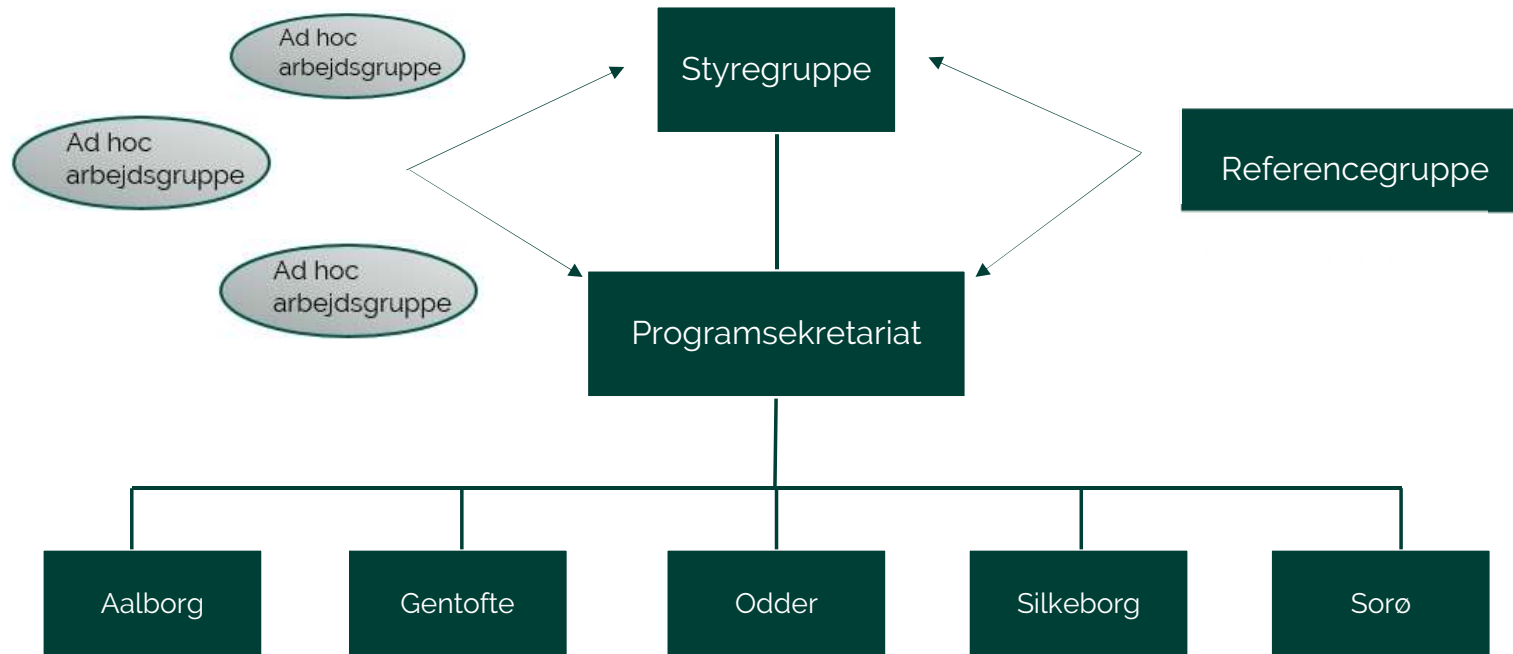 Ad hoc
arbejdsgruppe
Styregruppe
Ad hoc
arbejdsgruppe
Referencegruppe
Ad hoc
arbejdsgruppe
Programsekretariat
Aalborg
Gentofte
Odder
Silkeborg
Sorø